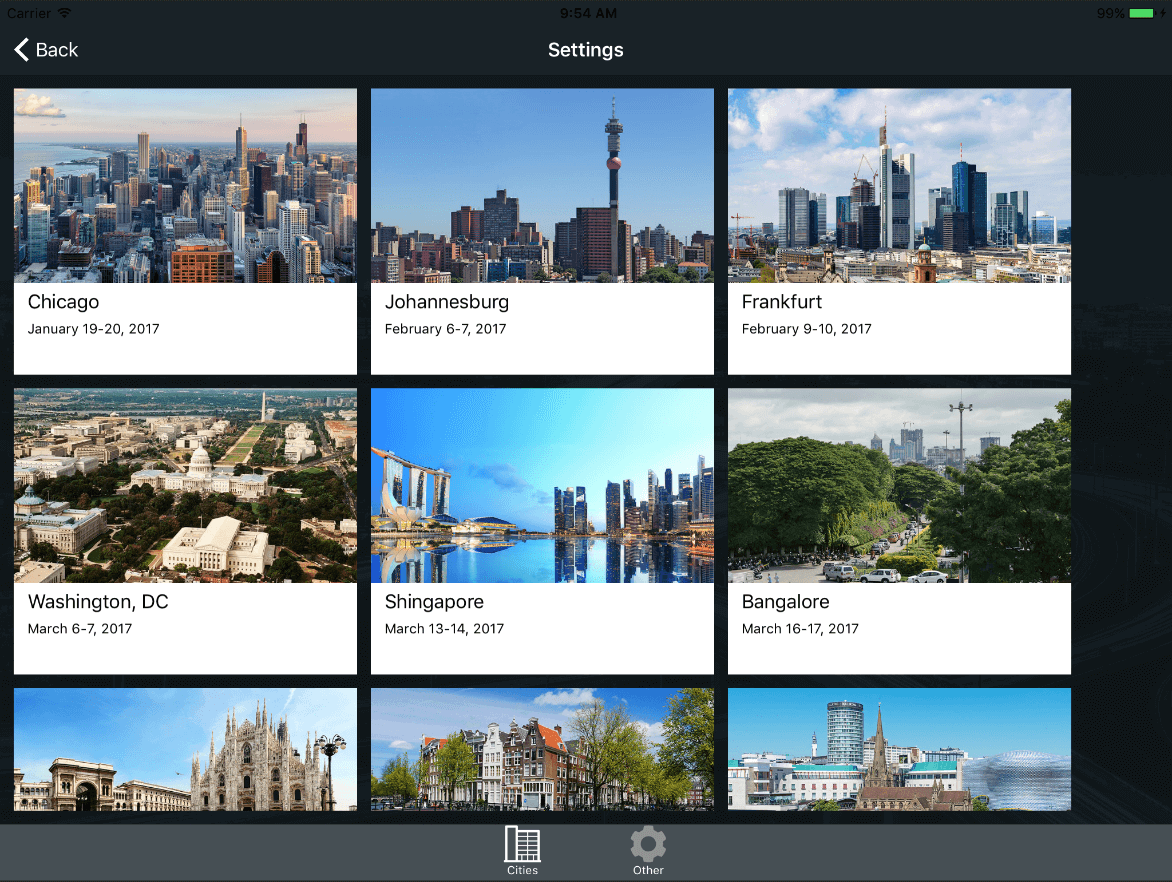 Carrier 9:54 AM 99%
Back Settings
Chicago
January 19-20, 2017
Johannesburg
February 6-7, 2017
Frankfurt
February 9-10, 2017
Washington, DC
March 6-7, 2017
Shingapore
March 13-14, 2017
Bangalore
March 16-17, 2017
Cities
Other